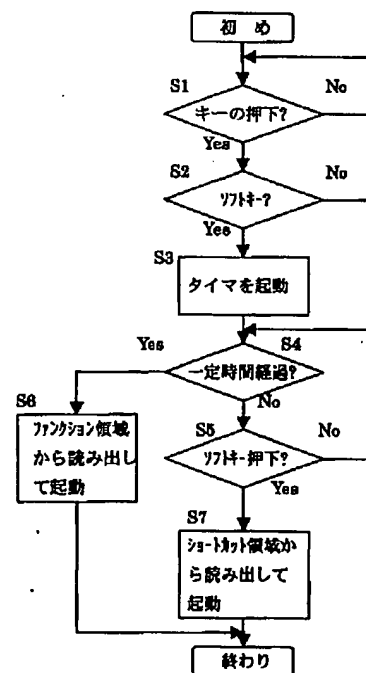 初め
S1
No
キーの押下?
Yes
S2
No
ソフトキー?
Yes
S3
タイマを起動
Yes
S4
一定時間経過?
No
S6
ファンクション領域
から読み出し
て起動
S5
No
ソフトキー押下?
Yes
S7
ショートカット領域か
ら読み出して
起動
終わり